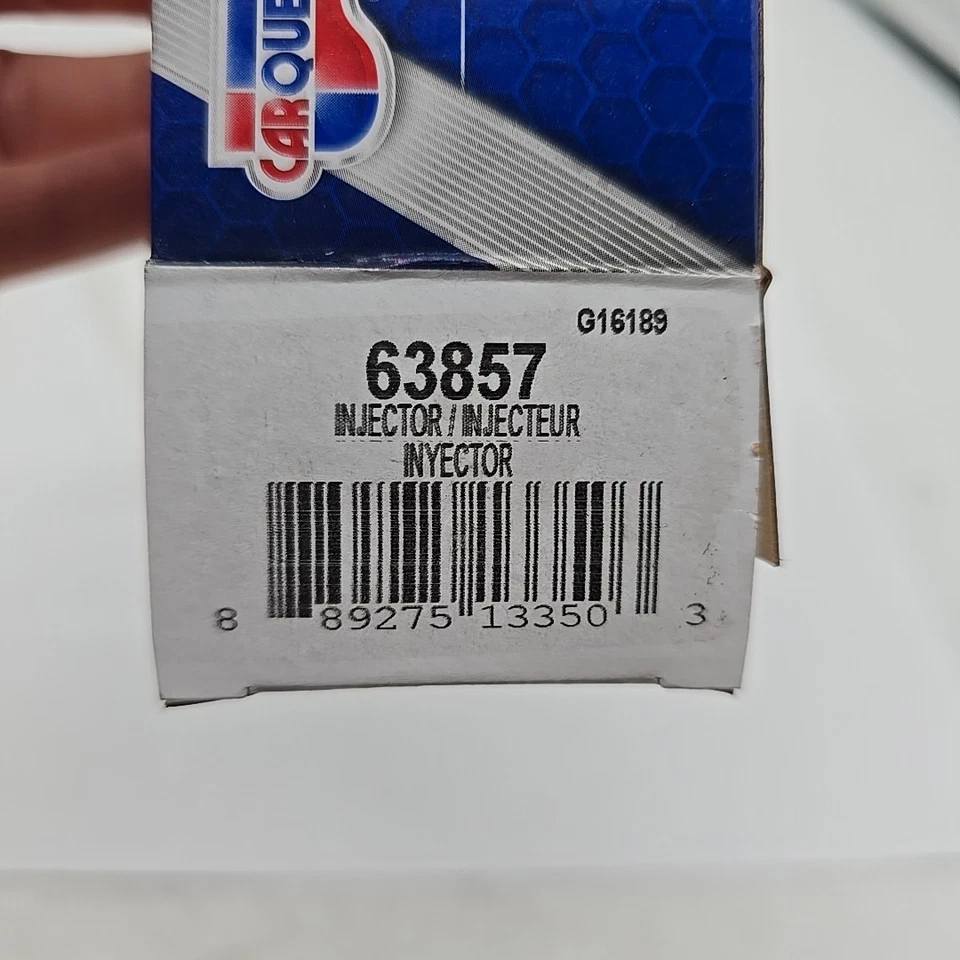 CARQUE
G16189
63857
INJECTOR / INJECTEUR
INYECTOR
8 89275 13350 3